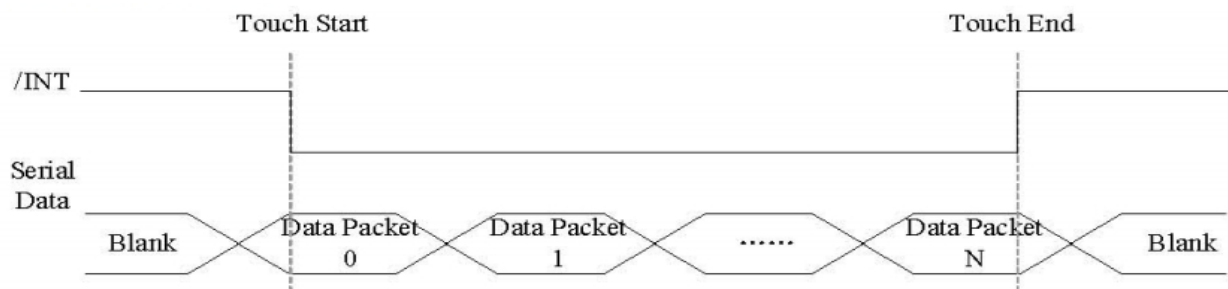 Touch Start
Touch End
/INT
Serial
Data
Blank
Data Packet
0
Data Packet
1
......
Data Packet
N
Blank